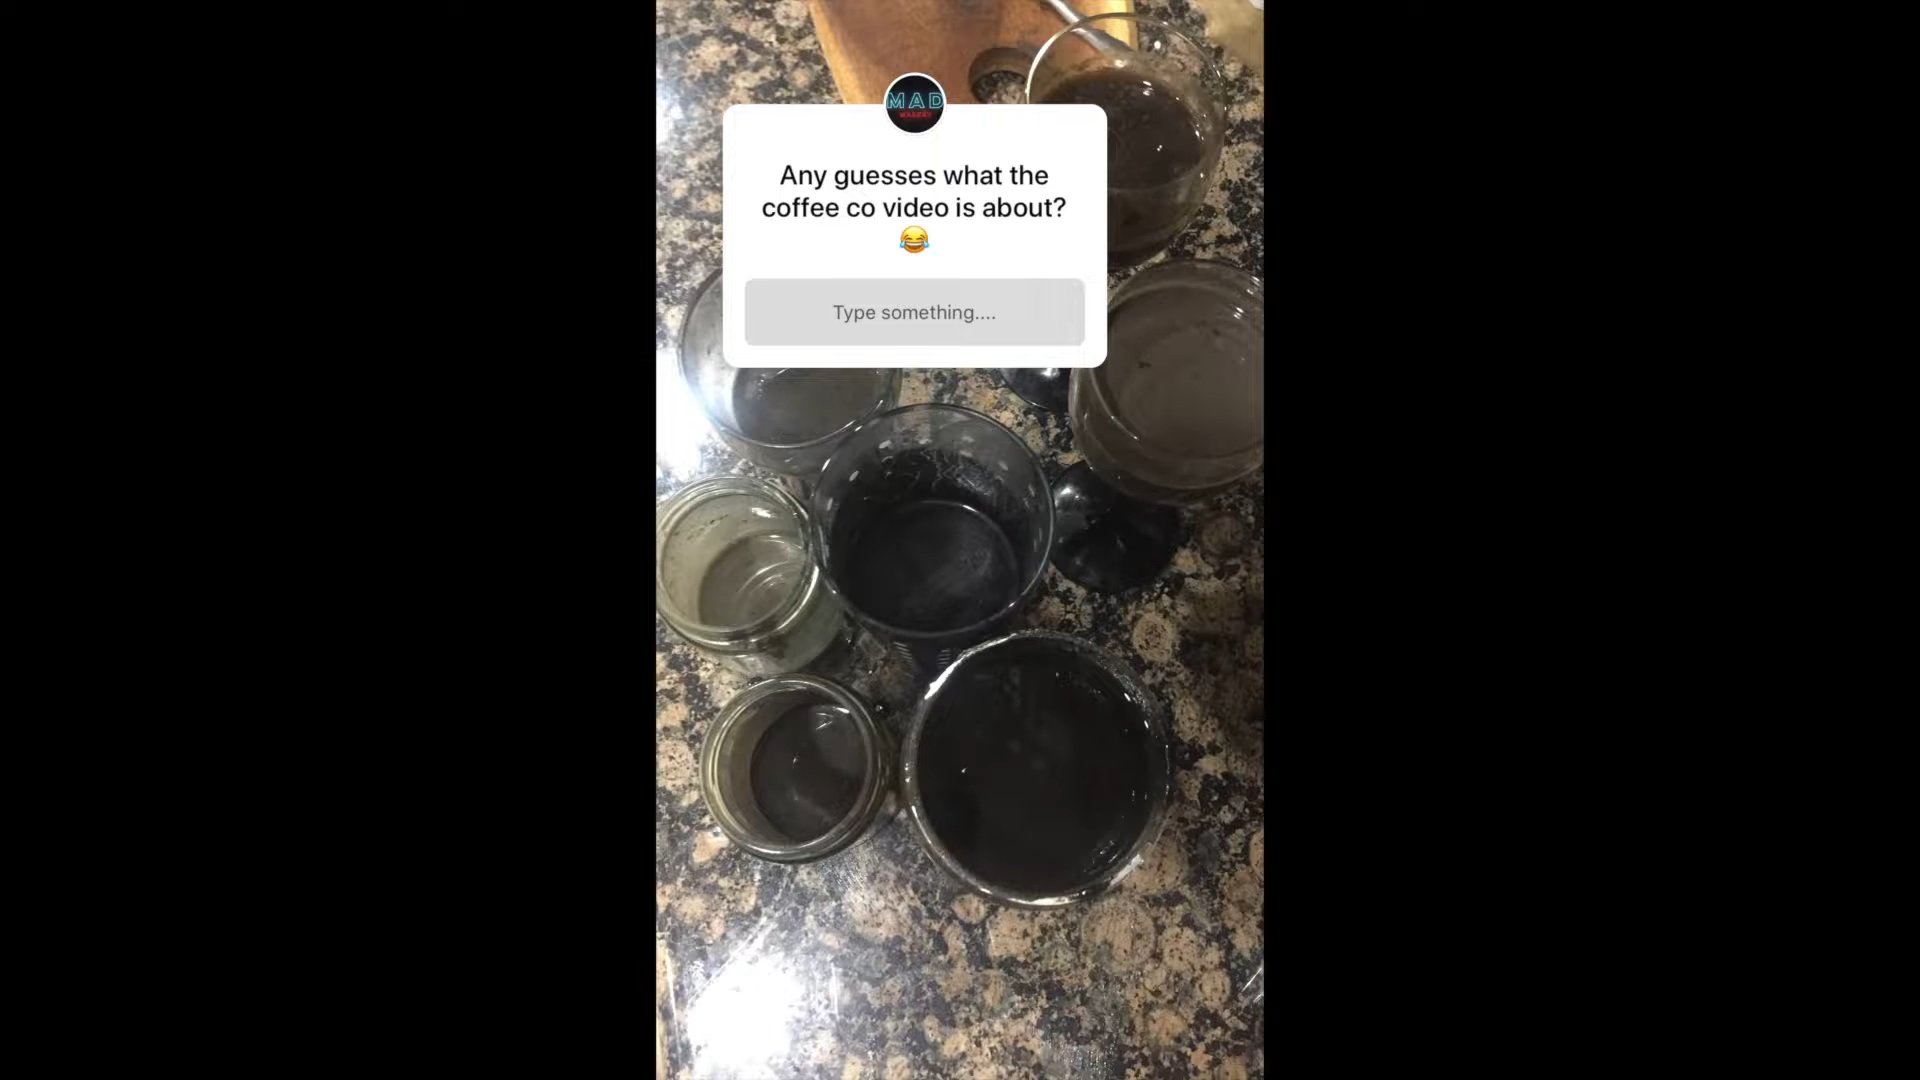 MAD
Any guesses what the
coffee co video is about?
😂
Type something....